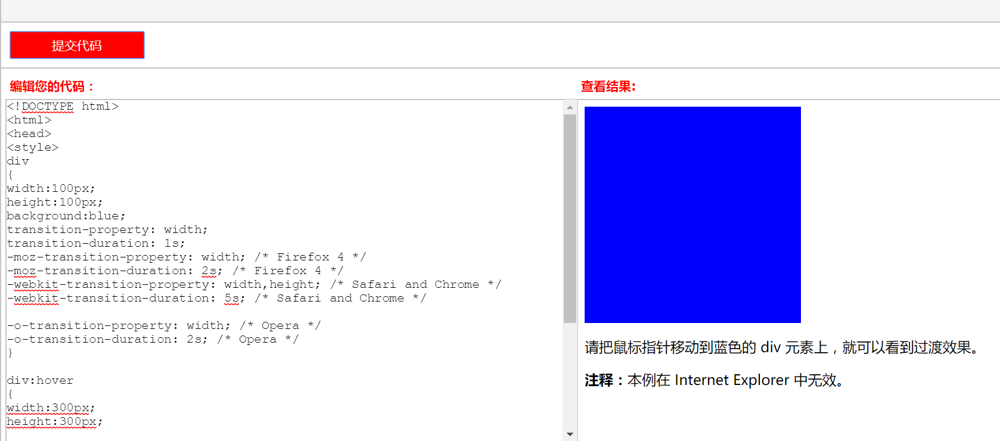 提交代码
编辑您的代码：
查看结果:
<!DOCTYPE html>
<html>
<head>
<style>
div
{
width:100px;
height:100px;
background:blue;
transition-property: width;
transition-duration: 1s;
-moz-transition-property: width; /* Firefox 4 */
-moz-transition-duration: 2s; /* Firefox 4 */
-webkit-transition-property: width,height; /* Safari and Chrome */
-webkit-transition-duration: 5s; /* Safari and Chrome */
-o-transition-property: width; /* Opera */
-o-transition-duration: 2s; /* Opera */
}
div:hover
{
width:300px;
height:300px;
请把鼠标指针移动到蓝色的 div 元素上，就可以看到过渡效果。
注释：本例在 Internet Explorer 中无效。